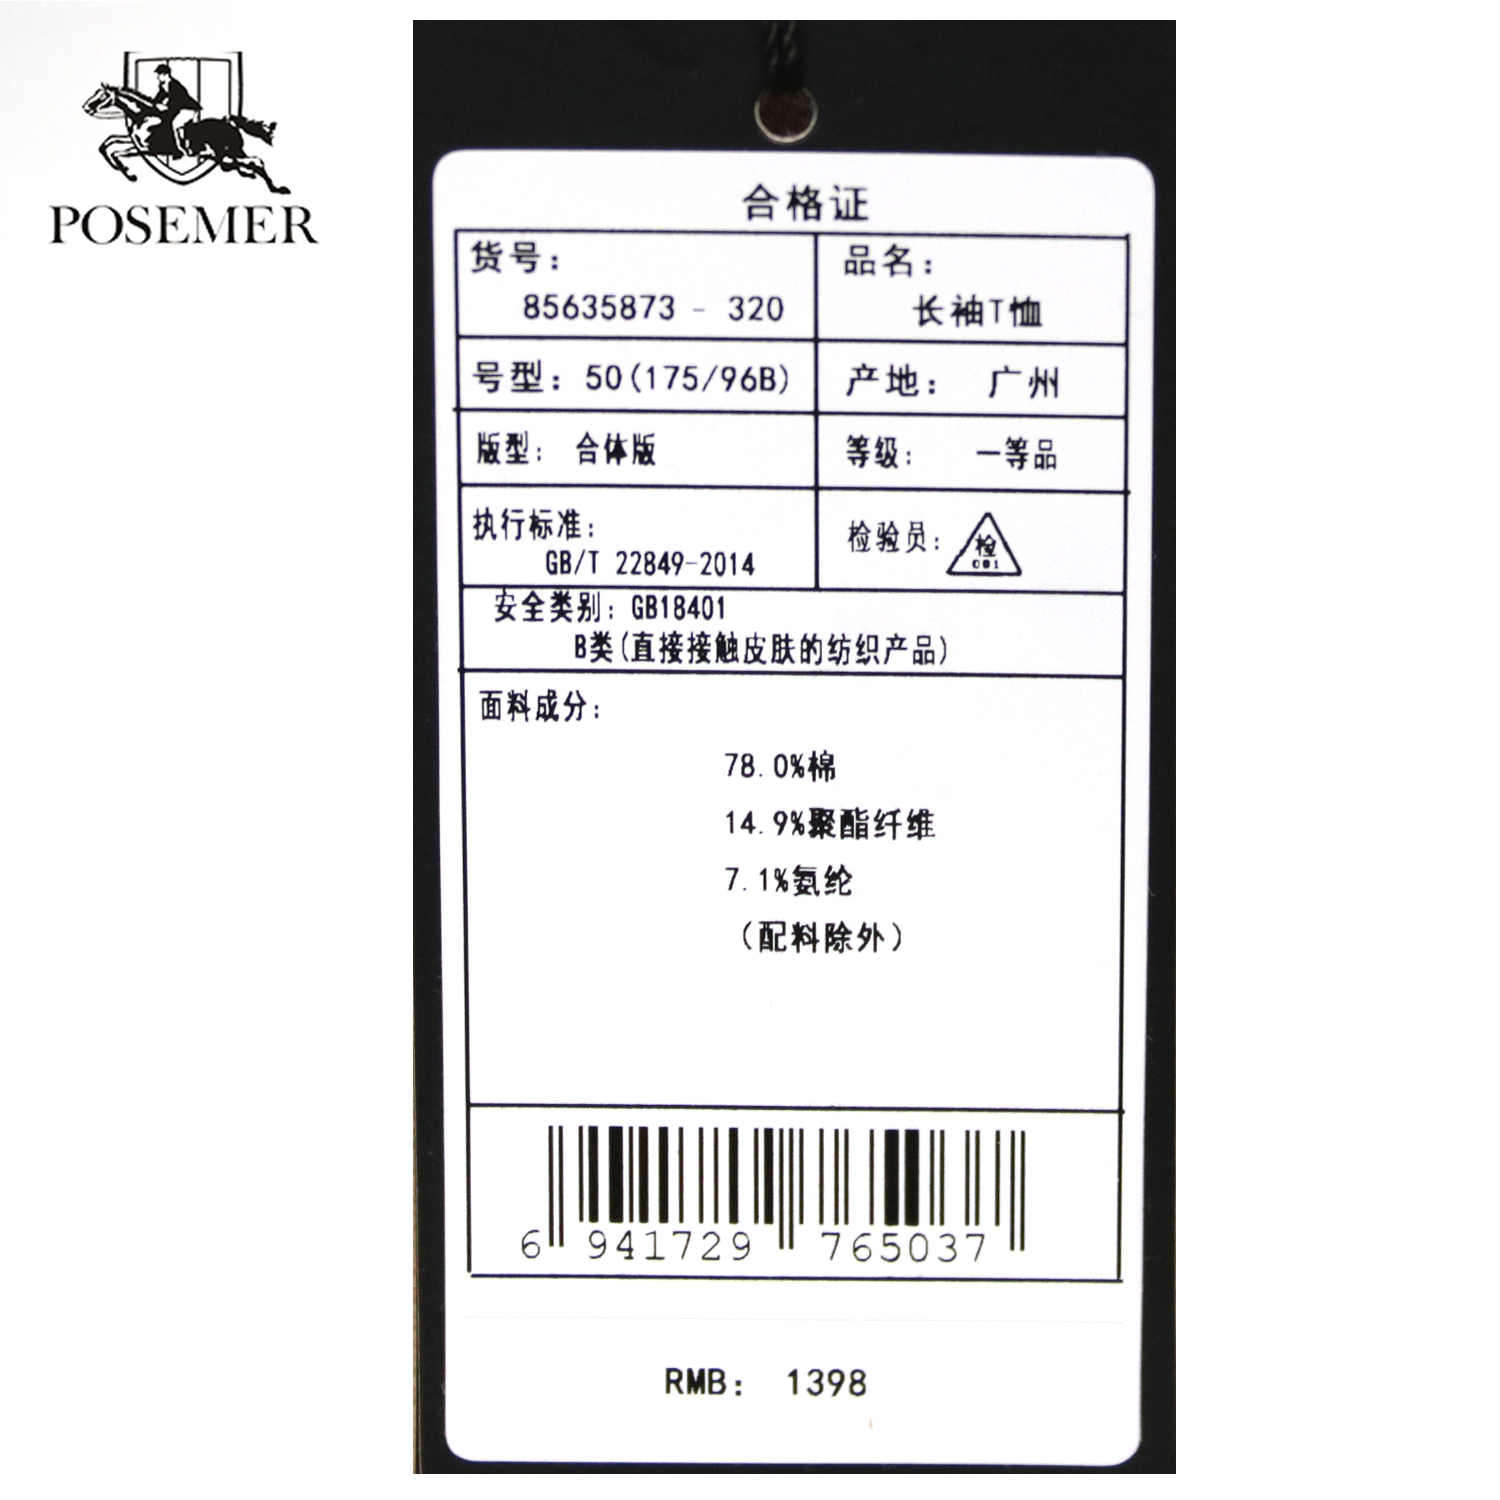 POSEMER
合格证
货号：
85635873 - 320
品名：
长袖T恤
号型：50(175/96B)
产地： 广州
版型： 合体版
等级： 一等品
执行标准：
GB/T 22849-2014
检验员：
检
001
安全类别：GB18401
B类(直接接触皮肤的纺织产品)
面料成分：
78.0%棉
14.9%聚酯纤维
7.1%氨纶
（配料除外）
6 941729 765037
RMB： 1398